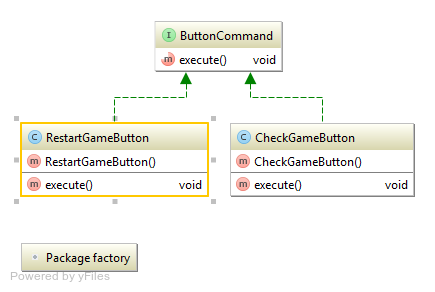 I ButtonCommand
m execute() void
C RestartGameButton
m RestartGameButton()
m execute() void
C CheckGameButton
m CheckGameButton()
m execute() void
Package factory
Powered by yFiles